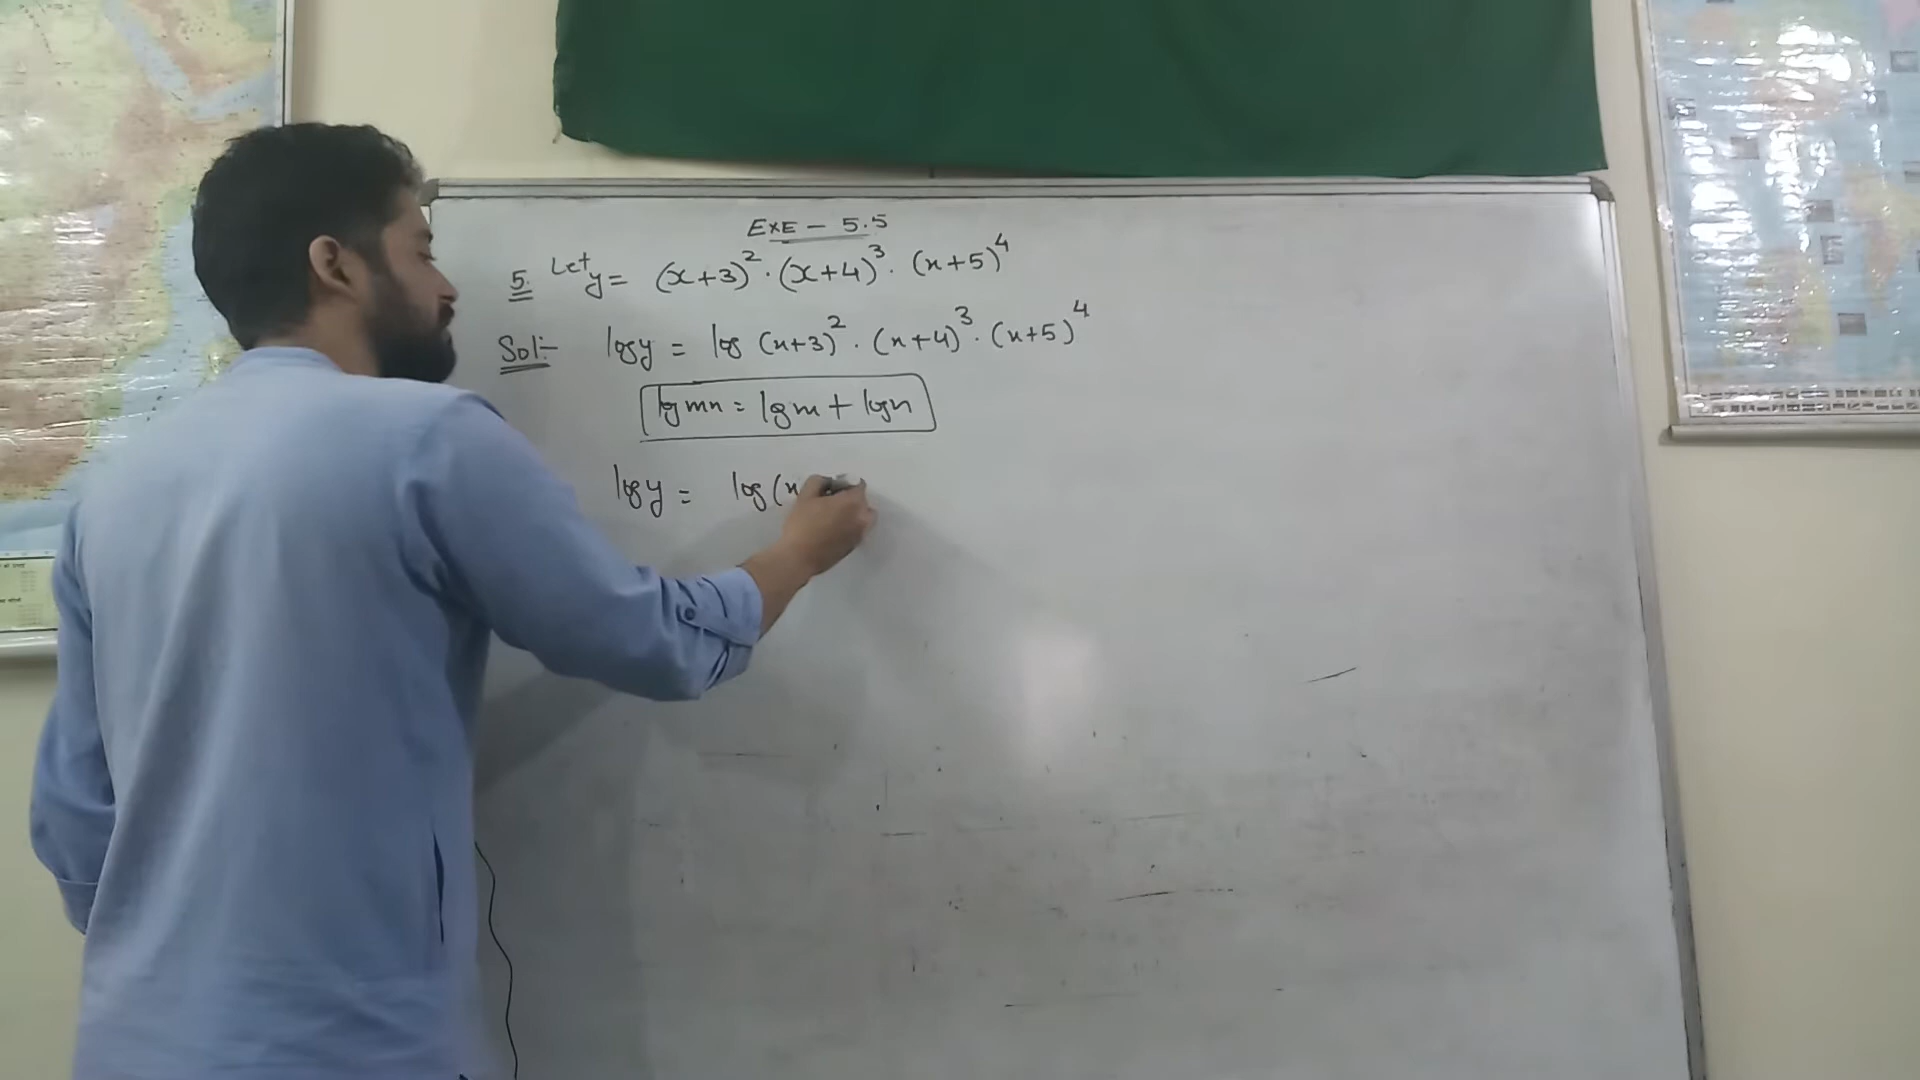 EXE - 5.5
5. Let y = (x+3)² · (x+4)³ · (x+5)⁴
Sol:- log y = log (x+3)² · (x+4)³ · (x+5)⁴
log mn = log m + log n
log y = log (x